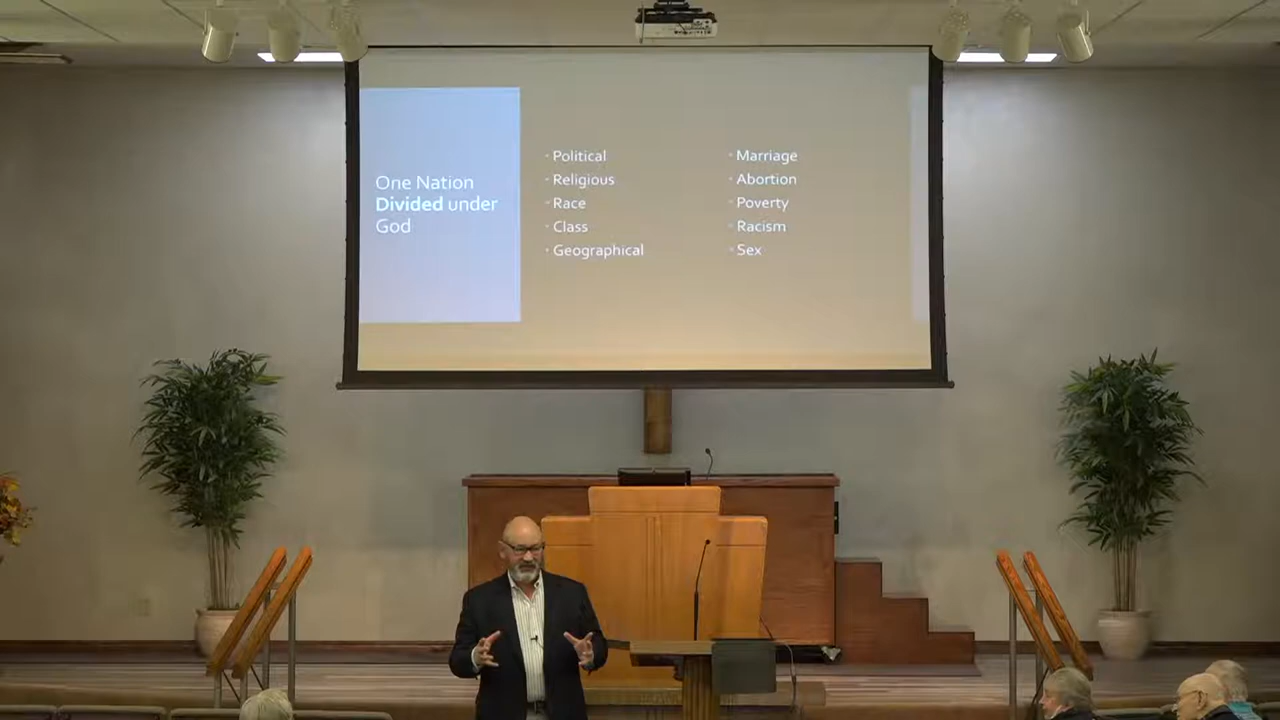 One Nation
Divided under
God
Political
Religious
Race
Class
Geographical
Marriage
Abortion
Poverty
Racism
Sex